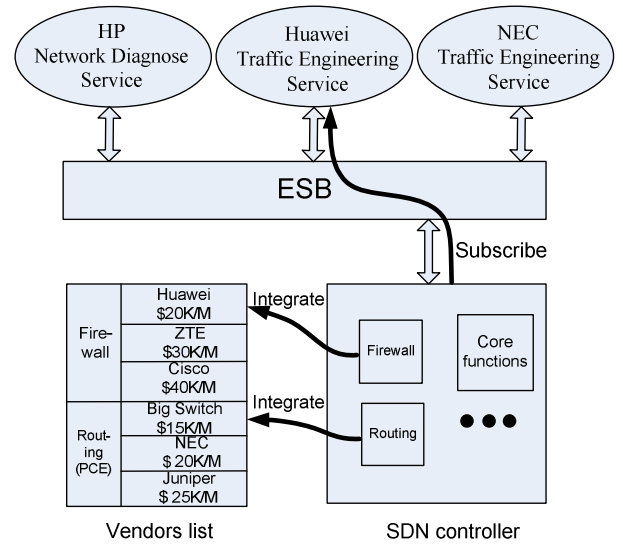 HP
Network Diagnose
Service
Huawei
Traffic Engineering
Service
NEC
Traffic Engineering
Service
ESB
Subscribe
Fire-
wall
Huawei
$20K/M
ZTE
$30K/M
Cisco
$40K/M
Rout-
ing
(PCE)
Big Switch
$15K/M
NEC
$ 20K/M
Juniper
$ 25K/M
Integrate
Integrate
Firewall
Routing
Core
functions
Vendors list
SDN controller